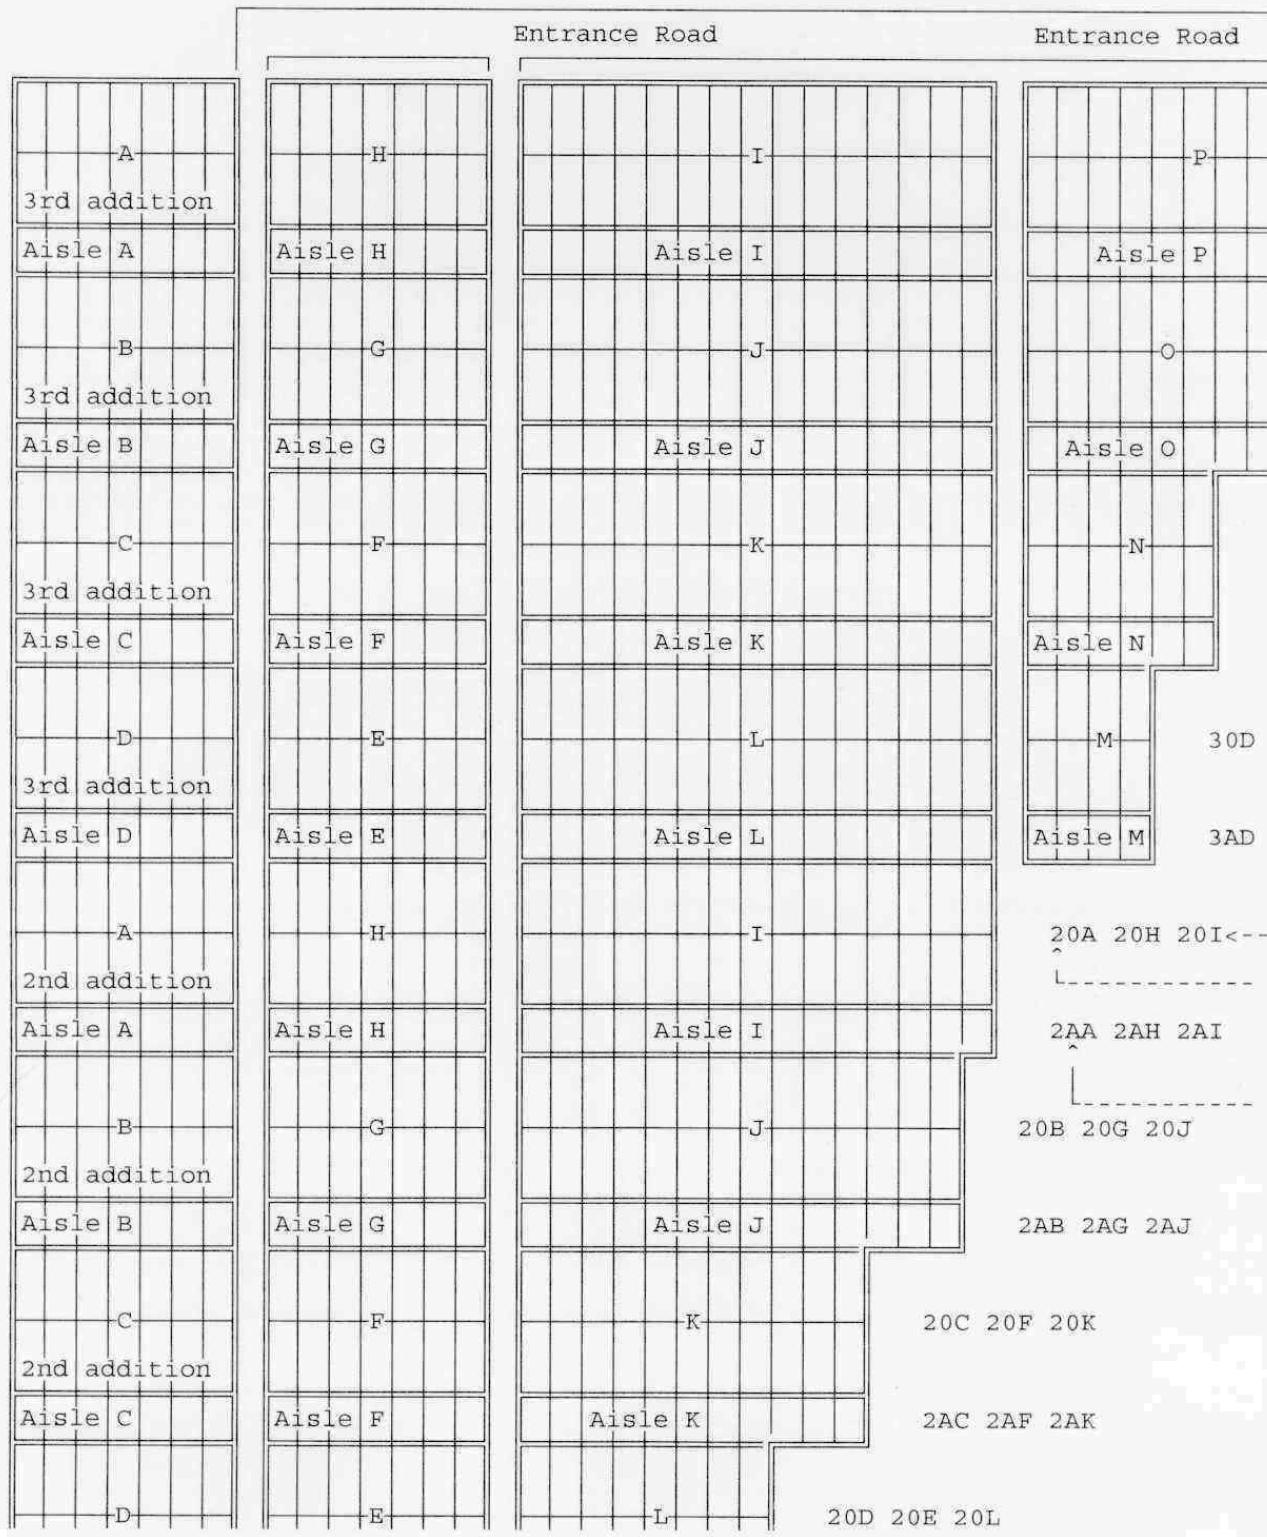 Entrance Road Entrance Road
A H I P
3rd addition
Aisle A Aisle H Aisle I Aisle P
B G J O
3rd addition
Aisle B Aisle G Aisle J Aisle O
C F K N
3rd addition
Aisle C Aisle F Aisle K Aisle N
D E L M 30D
3rd addition
Aisle D Aisle E Aisle L Aisle M 3AD
A H I 20A 20H 20I<--
2nd addition
Aisle A Aisle H Aisle I 2AA 2AH 2AI
B G J 20B 20G 20J
2nd addition
Aisle B Aisle G Aisle J 2AB 2AG 2AJ
C F K 20C 20F 20K
2nd addition
Aisle C Aisle F Aisle K 2AC 2AF 2AK
D E L 20D 20E 20L